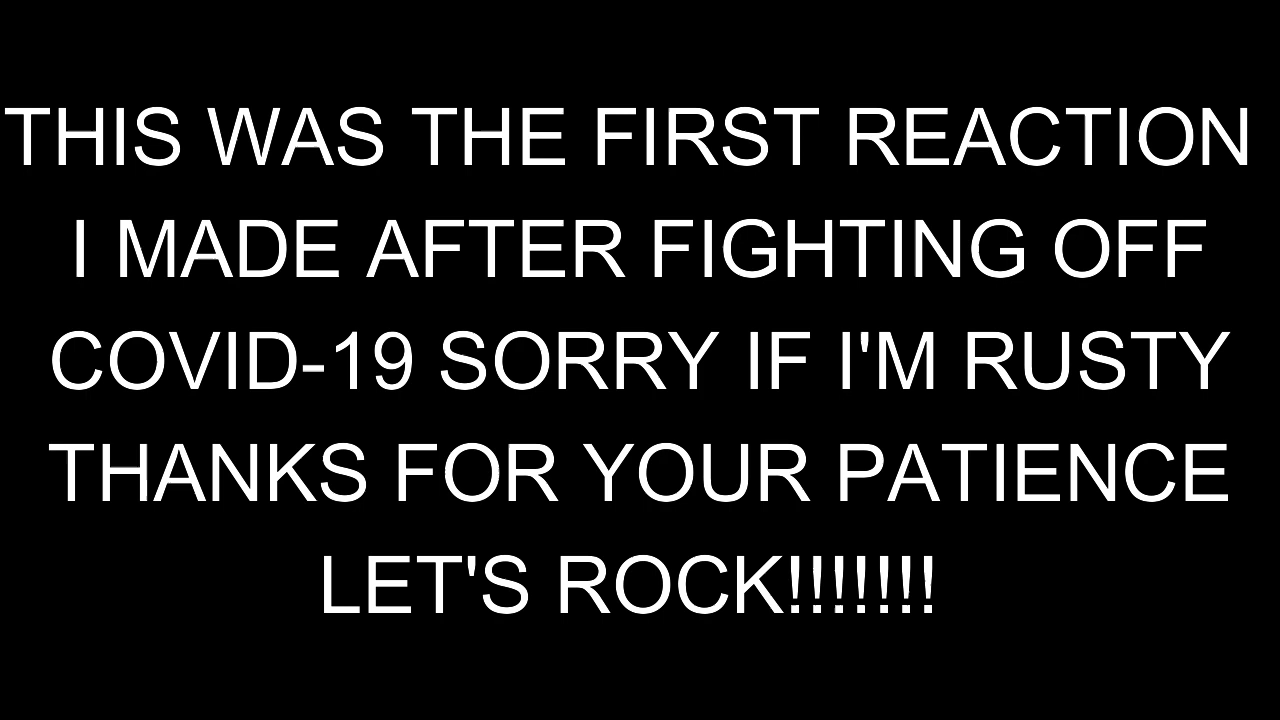 THIS WAS THE FIRST REACTION
I MADE AFTER FIGHTING OFF
COVID-19 SORRY IF I'M RUSTY
THANKS FOR YOUR PATIENCE
LET'S ROCK!!!!!!!